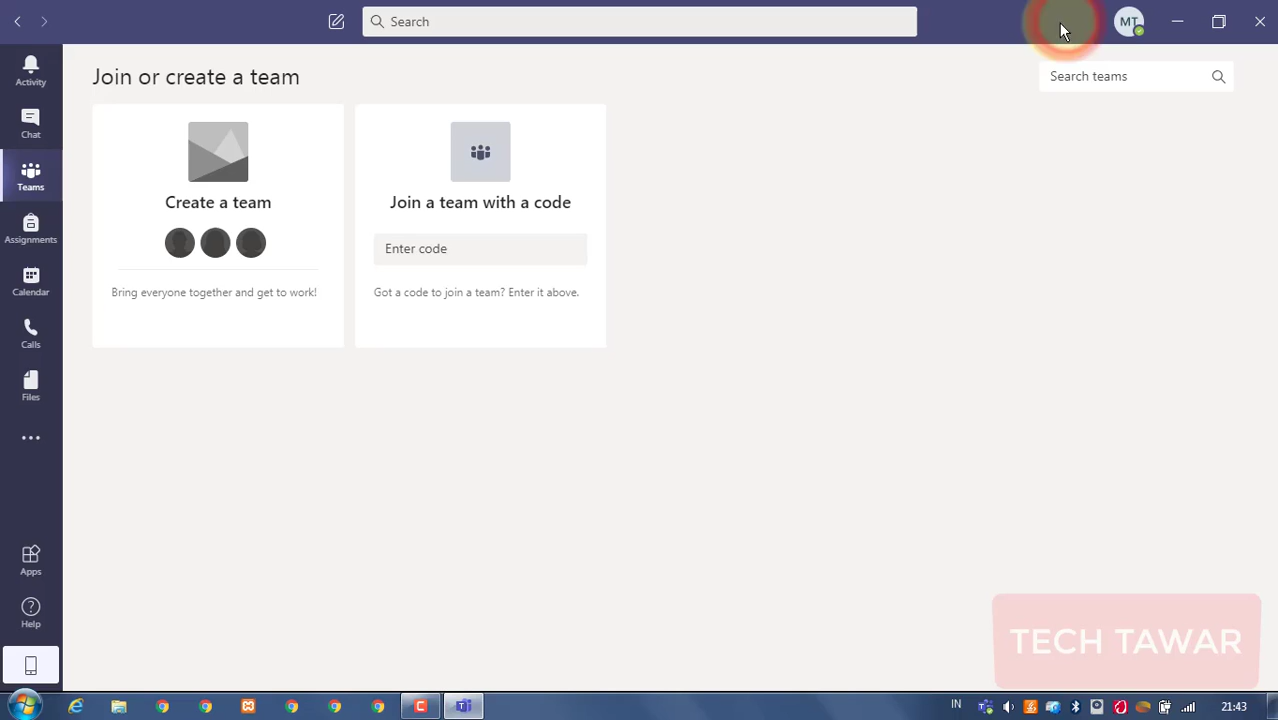 Search
MT
Activity
Join or create a team
Search teams
Chat
Teams
Create a team
Join a team with a code
Assignments
Enter code
Calendar
Bring everyone together and get to work!
Got a code to join a team? Enter it above.
Calls
Files
Apps
Help
TECH TAWAR
IN
21:43